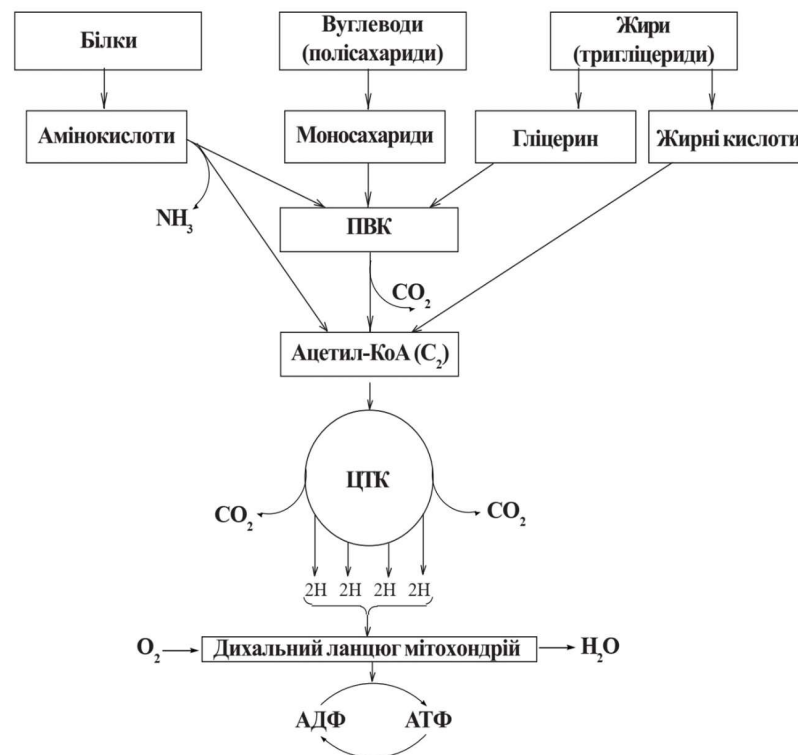 Білки
Вуглеводи
(полісахариди)
Жири
(тригліцериди)
Амінокислоти
Моносахариди
Гліцерин
Жирні кислоти
NH₃
ПВК
CO₂
Ацетил-КоА (C₂)
ЦТК
CO₂
CO₂
2H 2H 2H 2H
O₂
Дихальний ланцюг мітохондрій
H₂O
АДФ
АТФ